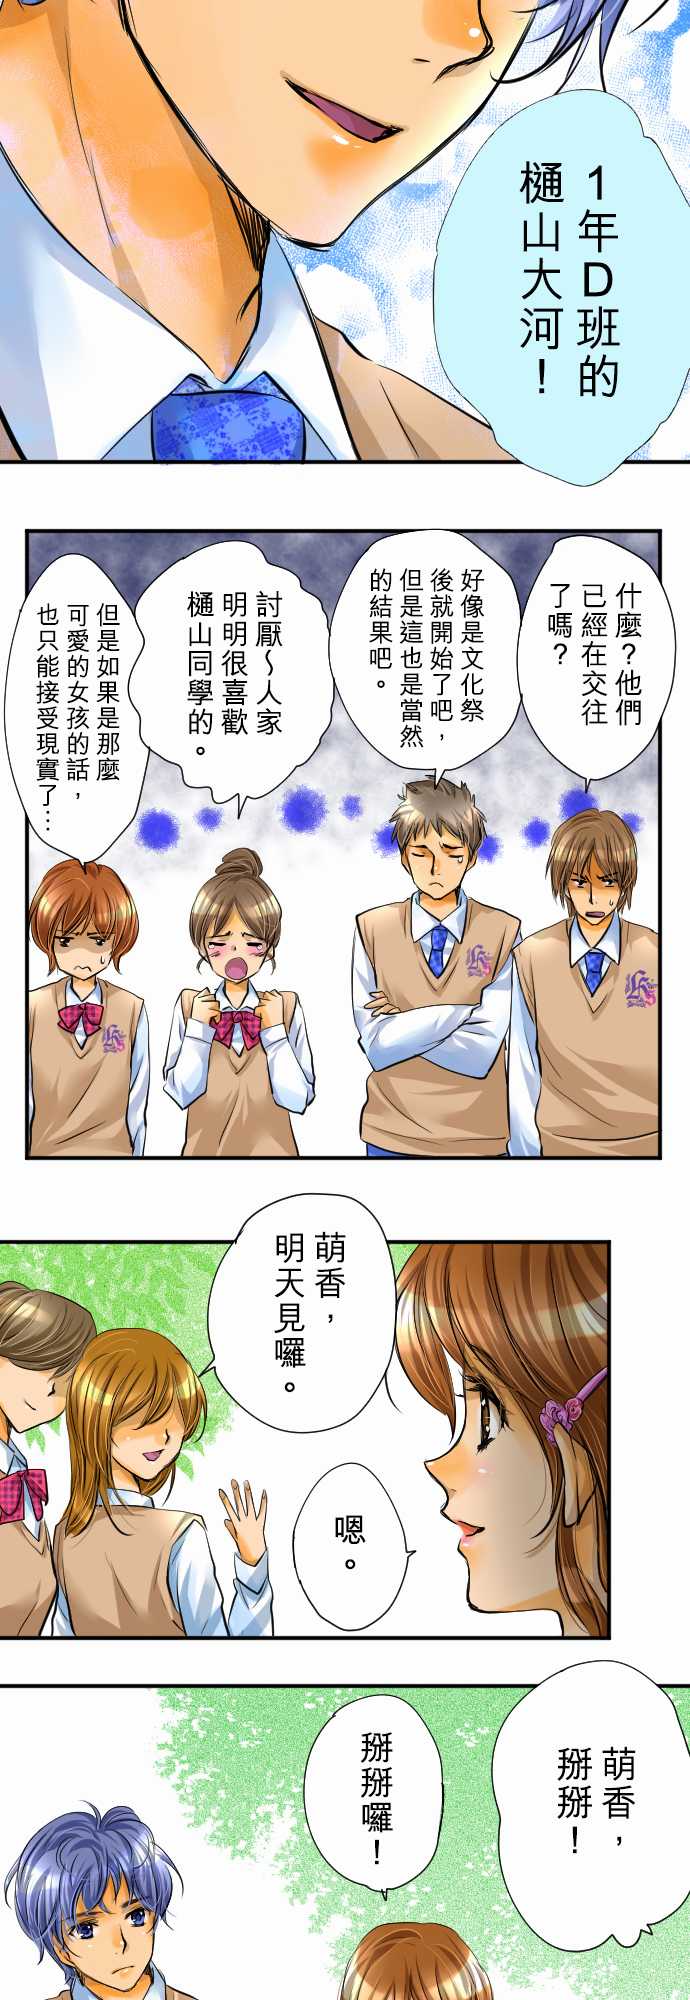 1年D班的
樋山大河！
什麼？他們
已經在交往
了嗎？
好像是文化祭
後就開始了吧，
但是這也是當然
的結果吧。
討厭～人家
明明很喜歡
樋山同學的。
但是如果是那麼
可愛的女孩的話，
也只能接受現實了…
萌香，
明天見囉。
嗯。
萌香，
掰掰！
掰掰囉！